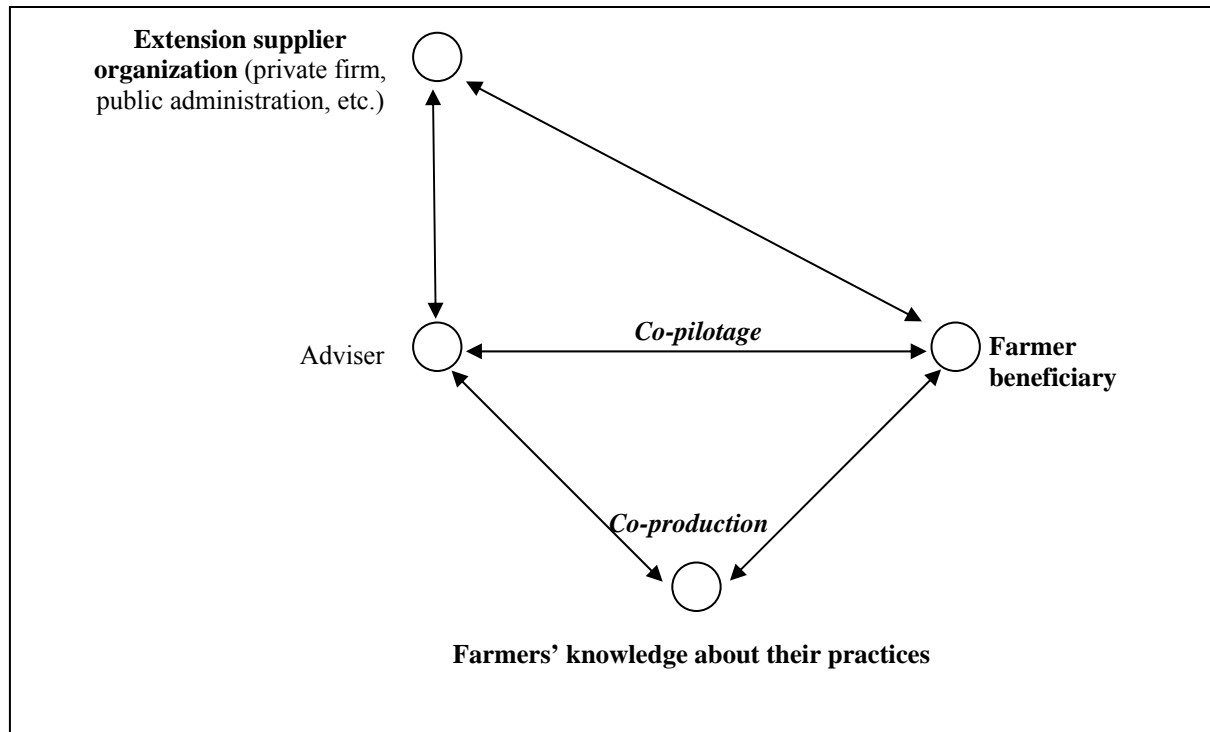 Extension supplier
organization (private firm,
public administration, etc.)
Co-pilotage
Adviser
Farmer
beneficiary
Co-production
Farmers’ knowledge about their practices